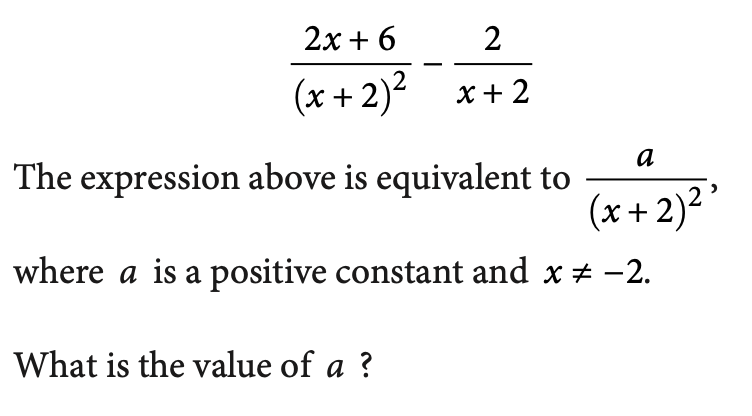 \frac{2x + 6}{(x + 2)^2} - \frac{2}{x + 2}
The expression above is equivalent to \frac{a}{(x + 2)^2},
where a is a positive constant and x ≠ −2.
What is the value of a ?